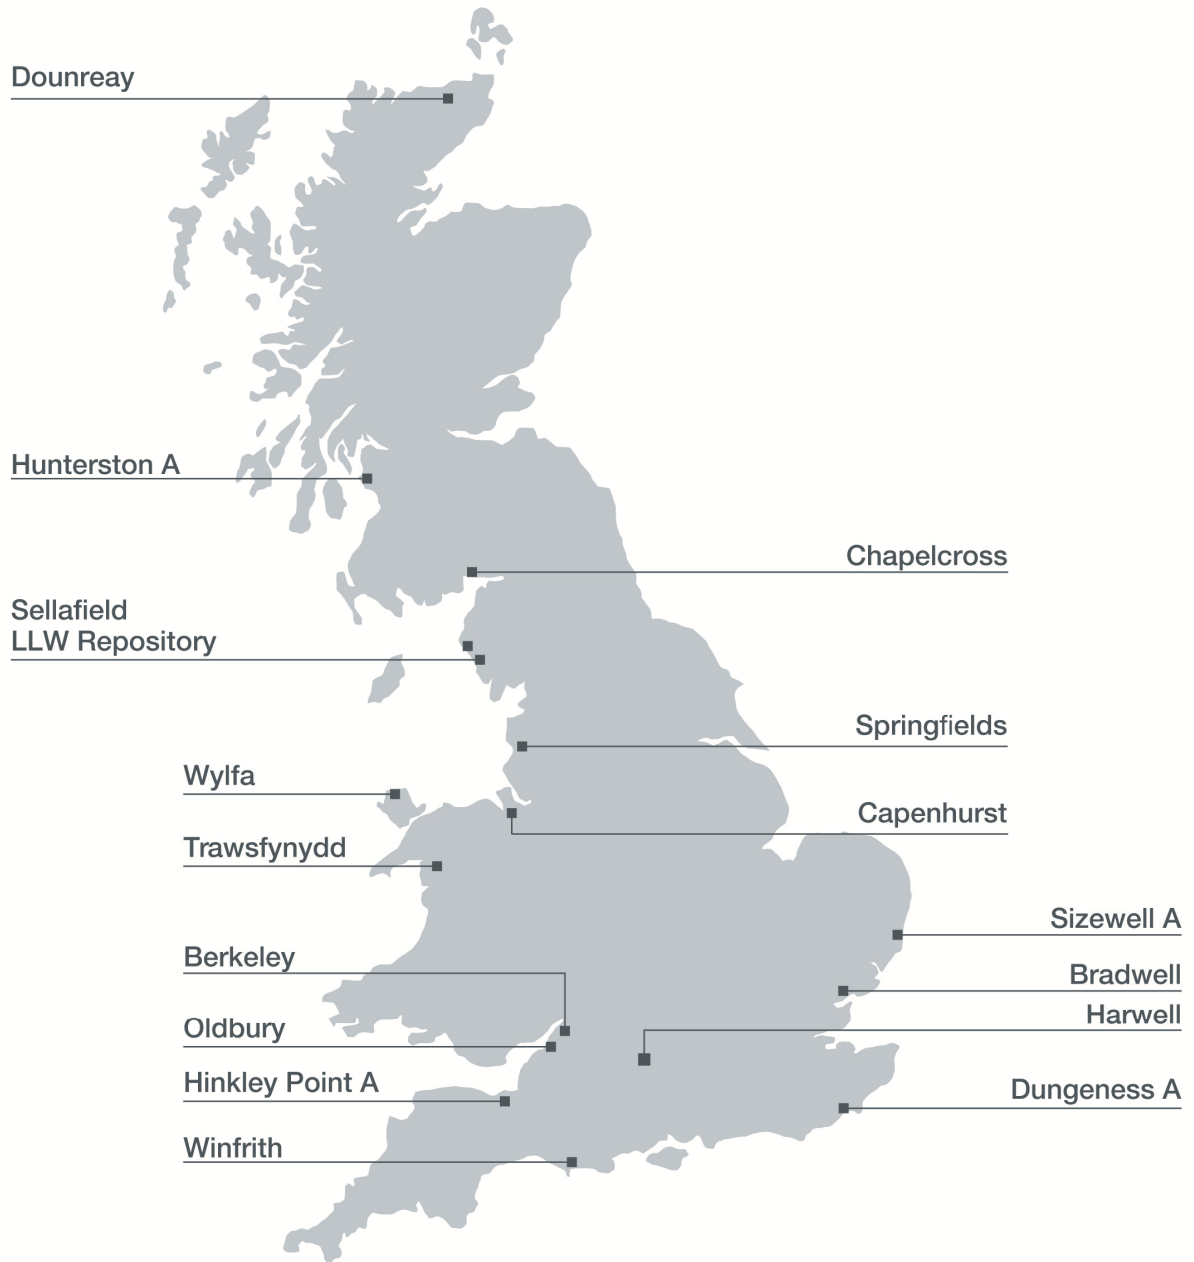 Dounreay
Hunterston A
Chapelcross
Sellafield
LLW Repository
Springfields
Wylfa
Capenhurst
Trawsfynydd
Sizewell A
Berkeley
Bradwell
Harwell
Oldbury
Hinkley Point A
Dungeness A
Winfrith